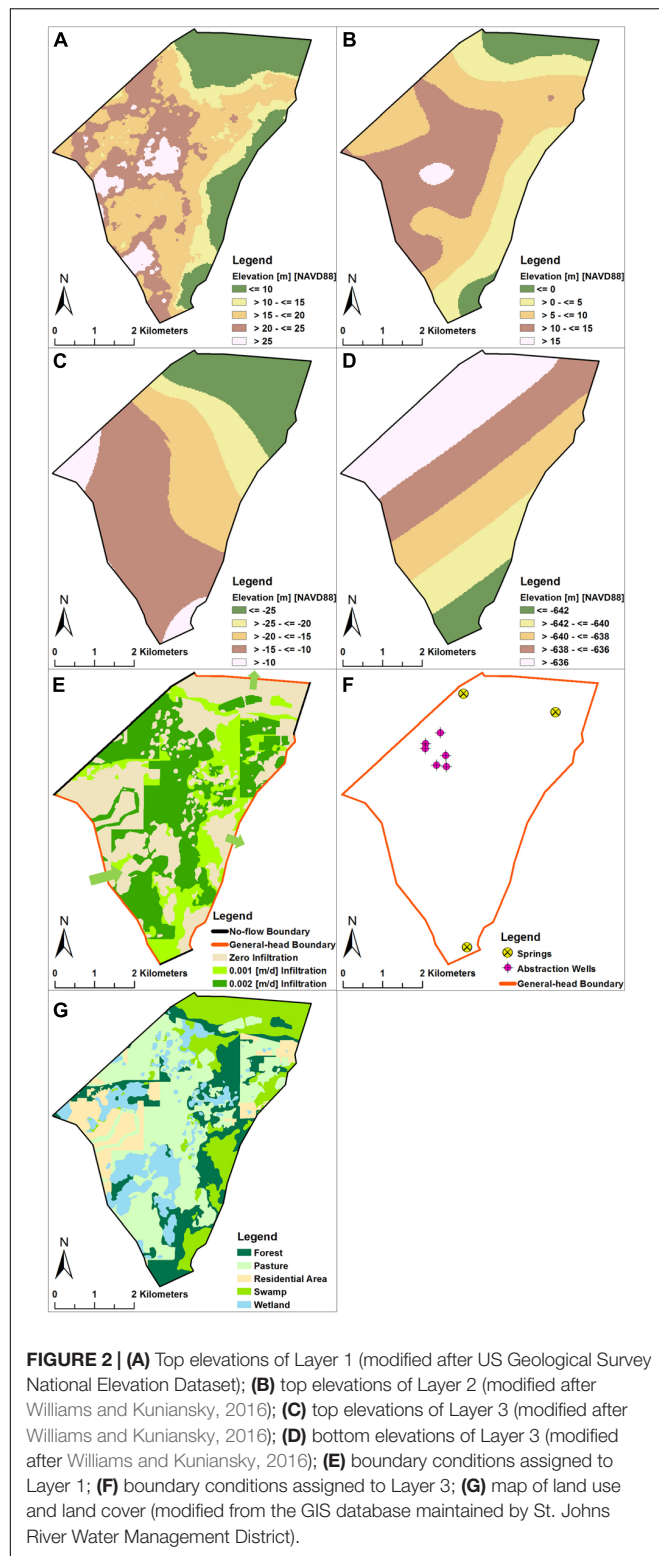 A
N
0 1 2 Kilometers
Legend
Elevation [m] [NAVD88]
<= 10
> 10 - <= 15
> 15 - <= 20
> 20 - <= 25
> 25
B
N
0 1 2 Kilometers
Legend
Elevation [m] [NAVD88]
<= 0
> 0 - <= 5
> 5 - <= 10
> 10 - <= 15
> 15
C
N
0 1 2 Kilometers
Legend
Elevation [m] [NAVD88]
<= -25
> -25 - <= -20
> -20 - <= -15
> -15 - <= -10
> -10
D
N
0 1 2 Kilometers
Legend
Elevation [m] [NAVD88]
<= -642
> -642 - <= -640
> -640 - <= -638
> -638 - <= -636
> -636
E
N
0 1 2 Kilometers
Legend
No-flow Boundary
General-head Boundary
Zero Infiltration
0.001 [m/d] Infiltration
0.002 [m/d] Infiltration
F
N
0 1 2 Kilometers
Legend
Springs
Abstraction Wells
General-head Boundary
G
N
0 1 2 Kilometers
Legend
Forest
Pasture
Residential Area
Swamp
Wetland
FIGURE 2 | (A) Top elevations of Layer 1 (modified after US Geological Survey
National Elevation Dataset); (B) top elevations of Layer 2 (modified after
Williams and Kuniansky, 2016); (C) top elevations of Layer 3 (modified after
Williams and Kuniansky, 2016); (D) bottom elevations of Layer 3 (modified
after Williams and Kuniansky, 2016); (E) boundary conditions assigned to
Layer 1; (F) boundary conditions assigned to Layer 3; (G) map of land use
and land cover (modified from the GIS database maintained by St. Johns
River Water Management District).